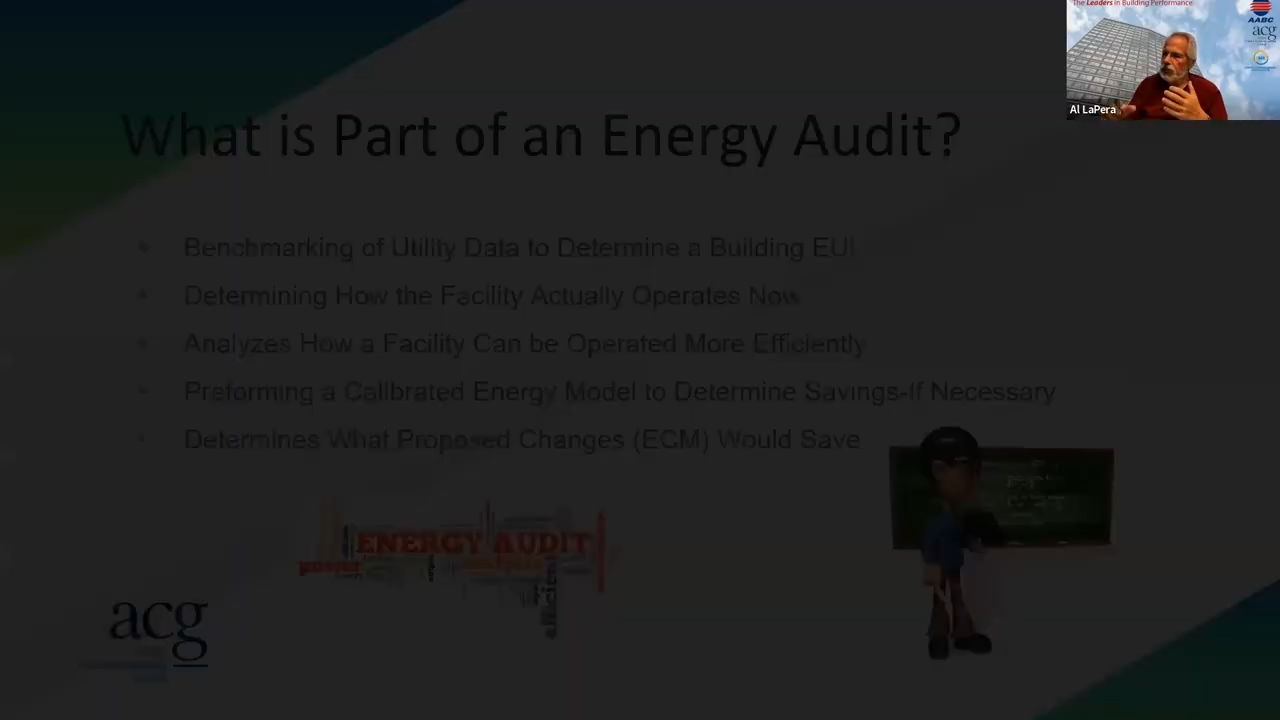 The Leaders in Building Performance
AABC
acg
Al LaPera
What is Part of an Energy Audit?
Benchmarking of Utility Data to Determine a Building EUI
Determining How the Facility Actually Operates Now
Analyzes How a Facility Can be Operated More Efficiently
Preforming a Calibrated Energy Model to Determine Savings-If Necessary
Determines What Proposed Changes (ECM) Would Save
ENERGY AUDIT
power
acg